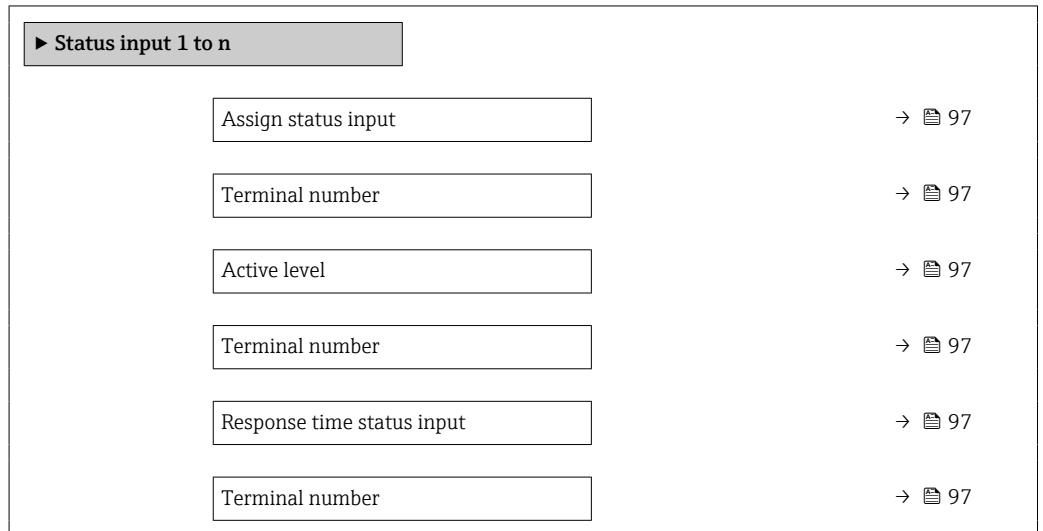 ▶ Status input 1 to n
Assign status input → 97
Terminal number → 97
Active level → 97
Terminal number → 97
Response time status input → 97
Terminal number → 97